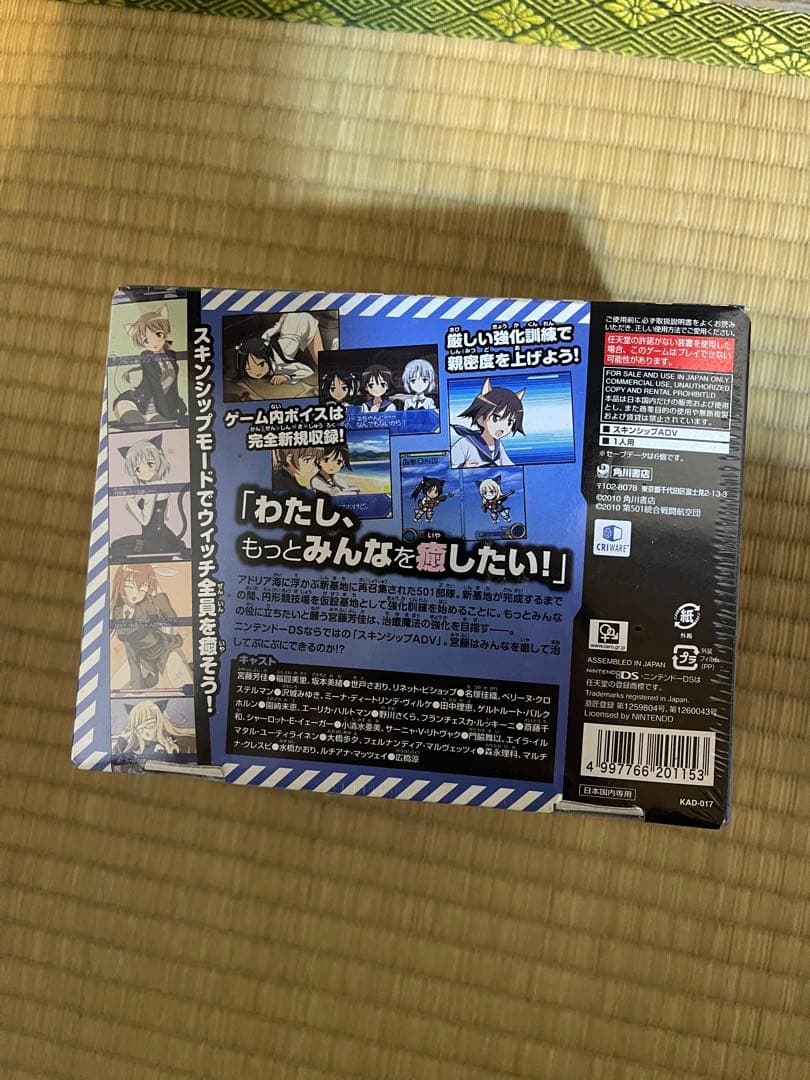 スキンシップモードでウィッチ全員を癒そう！
ゲーム内ボイスは
完全新規収録！
厳しい強化訓練で
親密度を上げよう！
「わたし、
もっとみんなを癒したい！」
アドリア海に浮かぶ新基地に再召集された501部隊。新基地が完成するまで
の間、円形競技場を仮設基地として強化訓練を始めることに。もっとみんな
の役に立ちたいと願う宮藤芳佳は、治癒魔法の強化を目指す――。
ニンテンドーDSならではの「スキンシップADV」。宮藤はみんなを癒して治
してぷにぷにできるのか!?
キャスト
宮藤芳佳●福圓美里、坂本美緒●世戸さおり、リネット・ビショップ●名塚佳織、ペリーヌ・クロ
ステルマン●沢城みゆき、ミーナ・ディートリンデ・ヴィルケ●田中理恵、ゲルトルート・バルク
ホルン●園崎未恵、エーリカ・ハルトマン●野川さくら、フランチェスカ・ルッキーニ●斎藤千
和、シャーロット・E・イェーガー●小清水亜美、サーニャ・V・リトヴャク●門脇舞以、エイラ・イル
マタル・ユーティライネン●大橋歩夕、フェルナンディア・マルヴェッツィ●森永理科、マルチ
ナ・クレスピ●水橋かおり、ルチアナ・マッツェイ●広橋涼
ご使用前に必ず取扱説明書をよくお読み
いただき、正しい使用方法でご愛用ください。
任天堂の許諾がない装置を使用した
場合、このゲームはプレイできせない
可能性があります。
FOR SALE AND USE IN JAPAN ONLY.
COMMERCIAL USE, UNAUTHORIZED
COPY AND RENTAL PROHIBITED
本品は日本国内だけの販売および使用
とし、また商業目的の使用や無断複製
および賃貸は禁止されています。
■ スキンシップADV
■ 1人用
※セーブデータは6個です。
角川書店
〒102-8078 東京都千代田区富士見2-13-3
©2010 角川書店
©2010 第501統合戦闘航空団
CRIWARE
紙
外箱
プラ
外装
フィルム
(PP)
www.cero.gr.jp
ASSEMBLED IN JAPAN
NINTENDO DS・ニンテンドーDSは
任天堂の登録商標です。
Trademarks registered in Japan.
意匠登録 第1259804号、第1260043号
Licensed by NINTENDO
4 997766 201153
日本国内専用
KAD-017